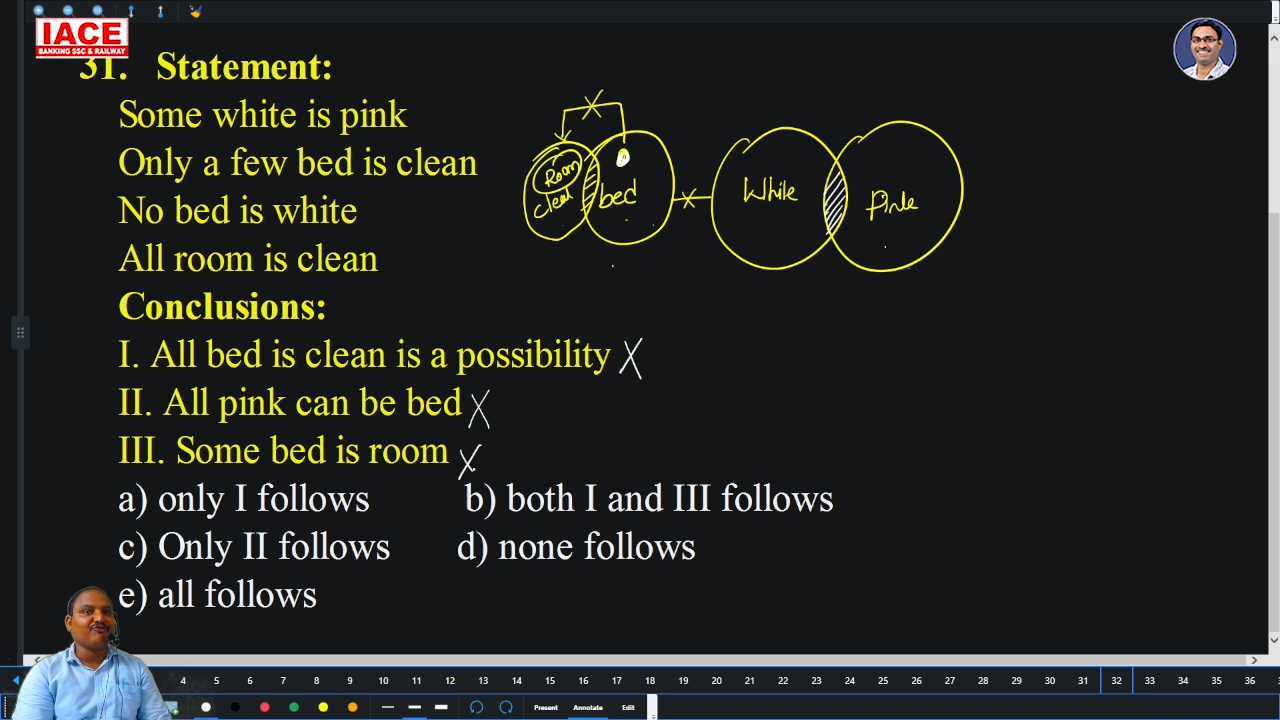 IACE
BANKING SSC & RAILWAY
31. Statement:
Some white is pink
Only a few bed is clean
No bed is white
All room is clean
Room
clean
bed
White
Pink
Conclusions:
I. All bed is clean is a possibility X
II. All pink can be bed X
III. Some bed is room X
a) only I follows b) both I and III follows
c) Only II follows d) none follows
e) all follows
4 5 6 7 8 9 10 11 12 13 14 15 16 17 18 19 20 21 22 23 24 25 26 27 28 29 30 31 32 33 34 35 36
Present Annotate Edit